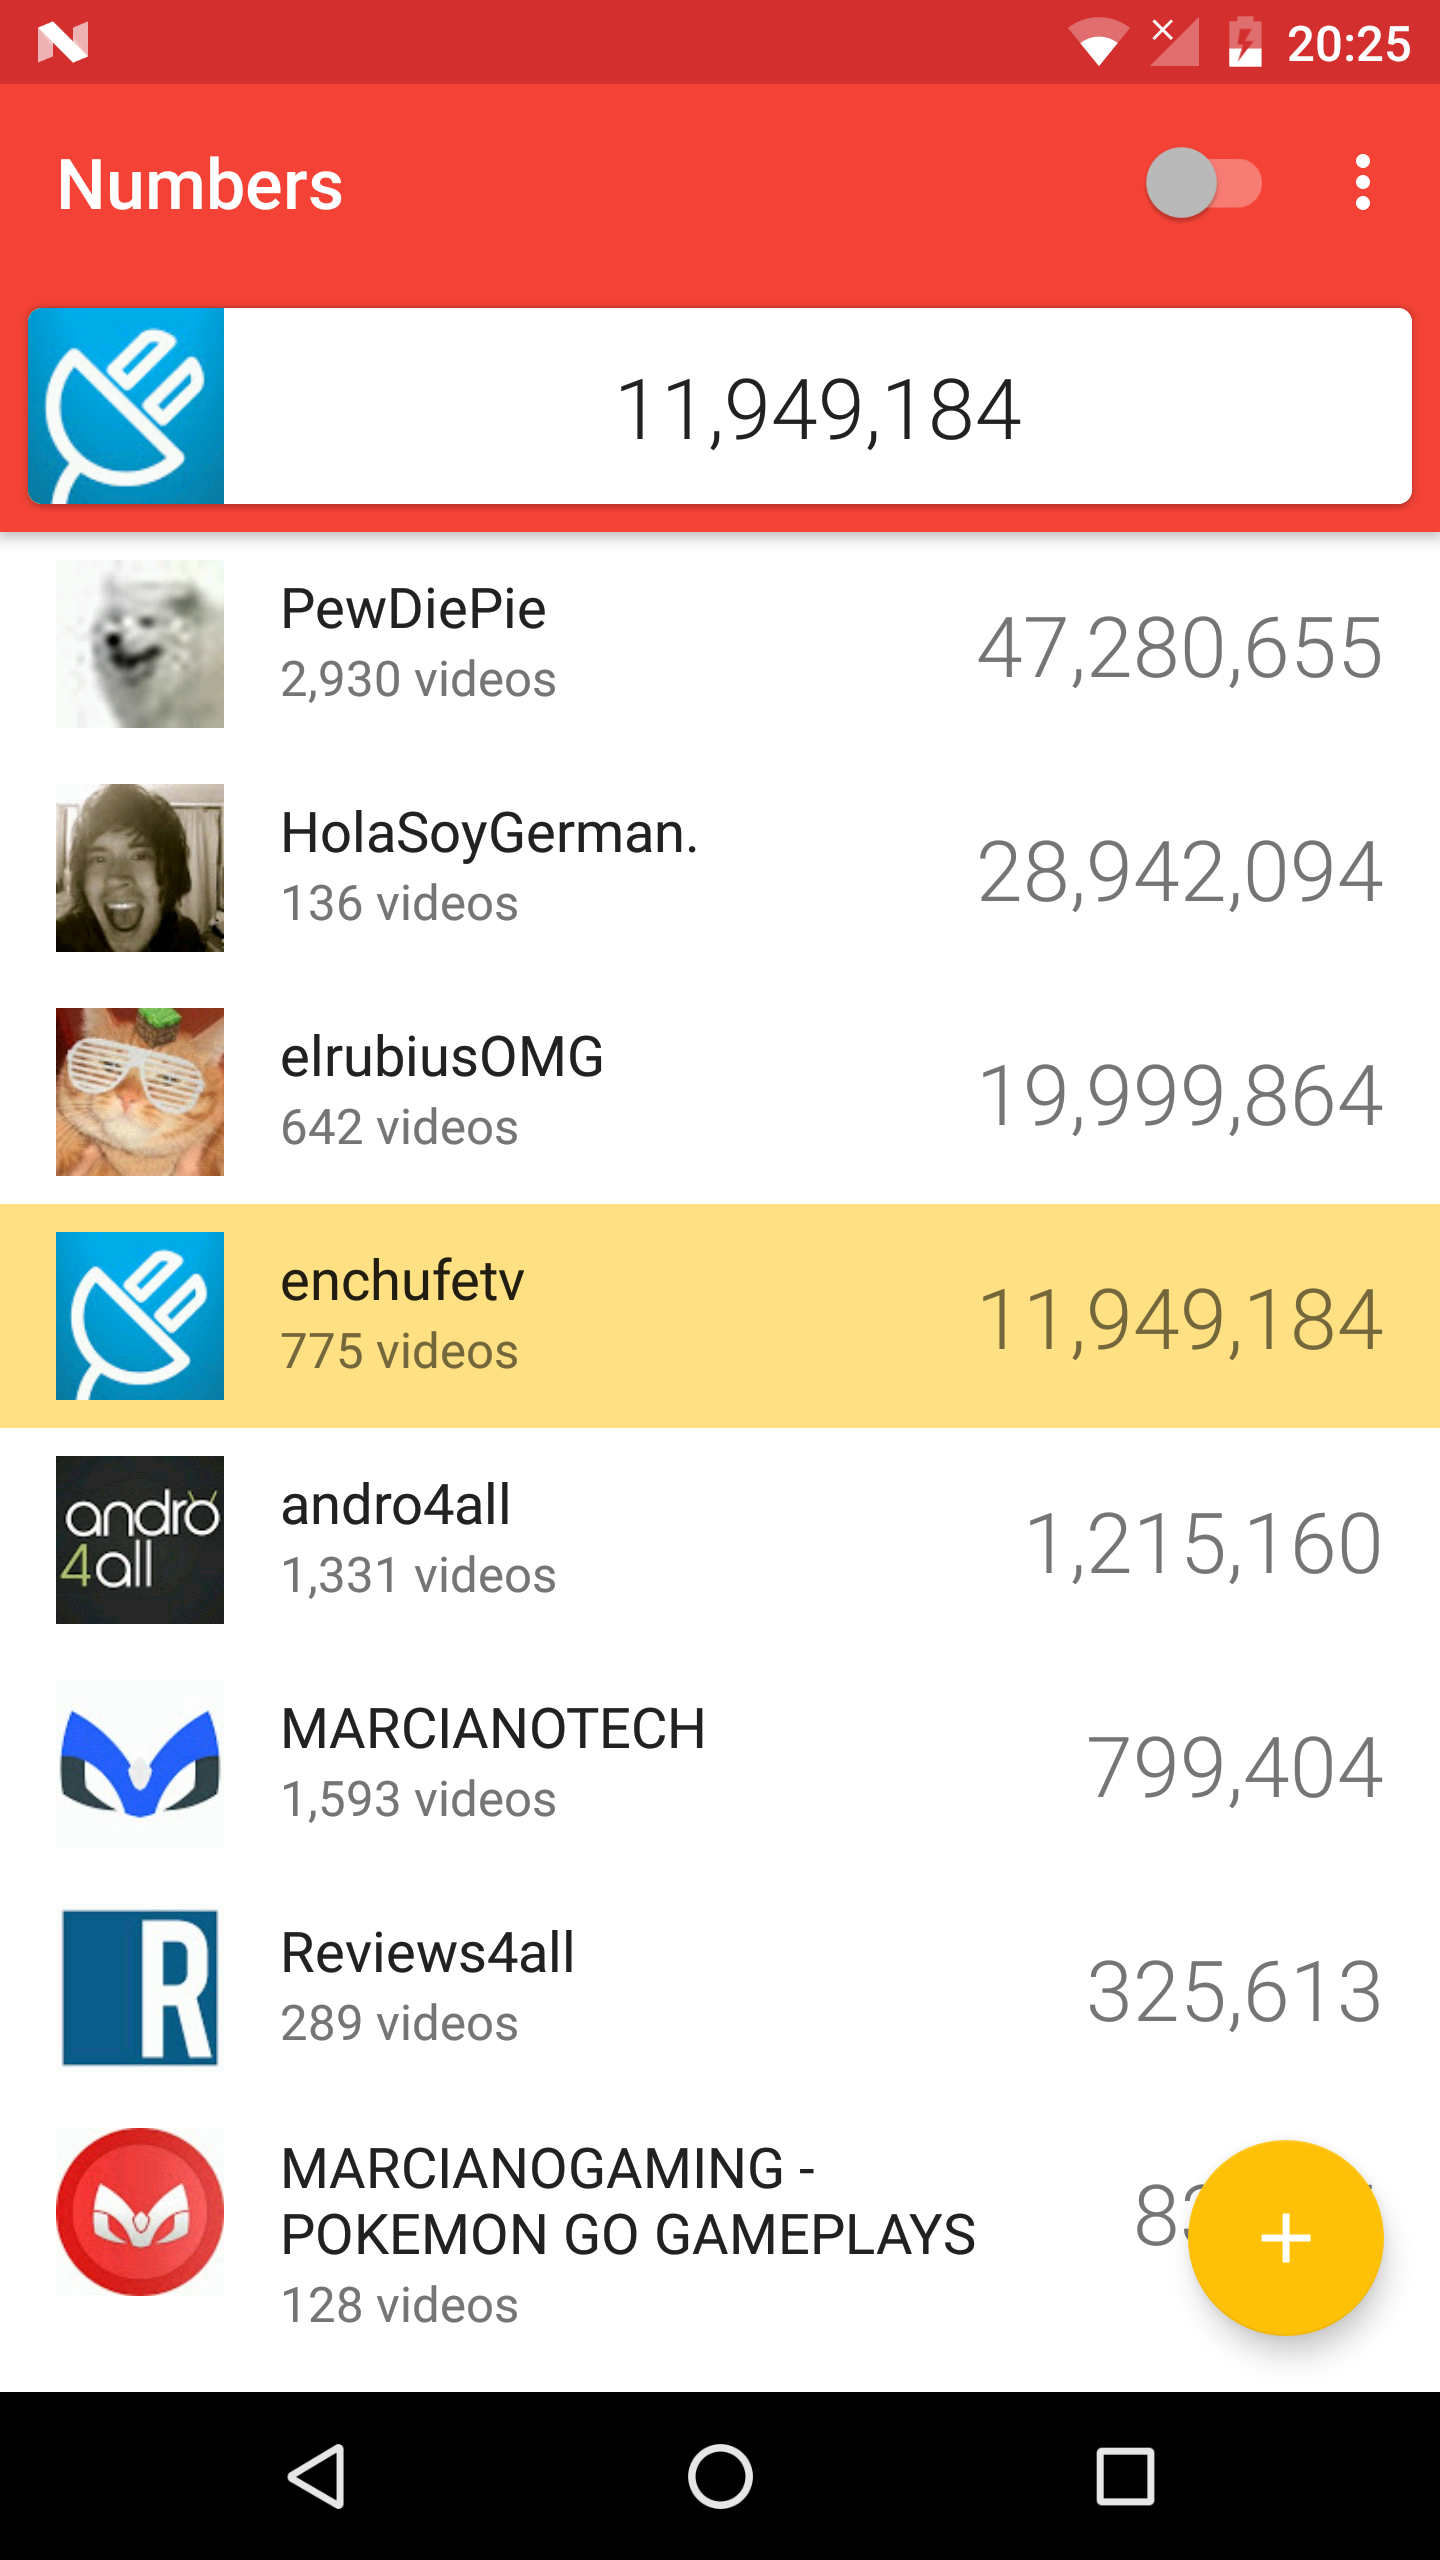 20:25
Numbers
11,949,184
PewDiePie
2,930 videos
47,280,655
HolaSoyGerman.
136 videos
28,942,094
elrubiusOMG
642 videos
19,999,864
enchufetv
775 videos
11,949,184
andro
4all
andro4all
1,331 videos
1,215,160
MARCIANOTECH
1,593 videos
799,404
R
Reviews4all
289 videos
325,613
MARCIANOGAMING -
POKEMON GO GAMEPLAYS
128 videos